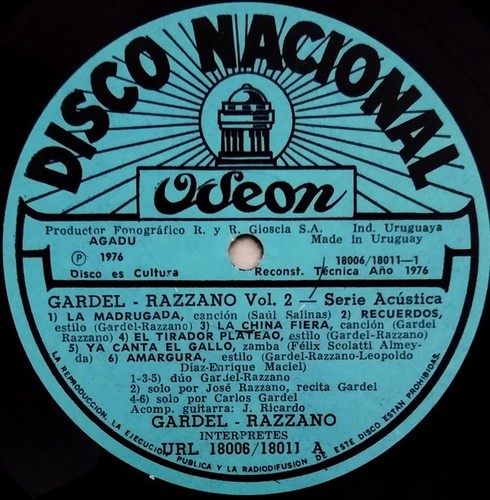 DISCO NACIONAL
Odeon
Productor Fonográfico R. y R. Gioscia S.A. Ind. Uruguaya
AGADU Made in Uruguay
Ⓟ 1976 18006/18011—1
Disco es Cultura Reconst. Técnica Año 1976
GARDEL - RAZZANO Vol. 2 — Serie Acústica
1) LA MADRUGADA, canción (Saúl Salinas) 2) RECUERDOS,
estilo (Gardel-Razzano) 3) LA CHINA FIERA, canción (Gardel
Razzano) 4) EL TIRADOR PLATEAO, estilo (Gardel-Razzano)
5) YA CANTA EL GALLO, zamba (Félix Scolatti Almey-
da) 6) AMARGURA, estilo (Gardel-Razzano-Leopoldo
Díaz-Enrique Maciel)
1-3-5) dúo Gardel-Razzano
2) solo por José Razzano, recita Gardel
4-6) solo por Carlos Gardel
Acomp. guitarra: J. Ricardo
GARDEL - RAZZANO
INTERPRETES
URL 18006/18011 A
LA REPRODUCCION, LA EJECUCION PUBLICA Y LA RADIODIFUSION DE ESTE DISCO ESTAN PROHIBIDAS.